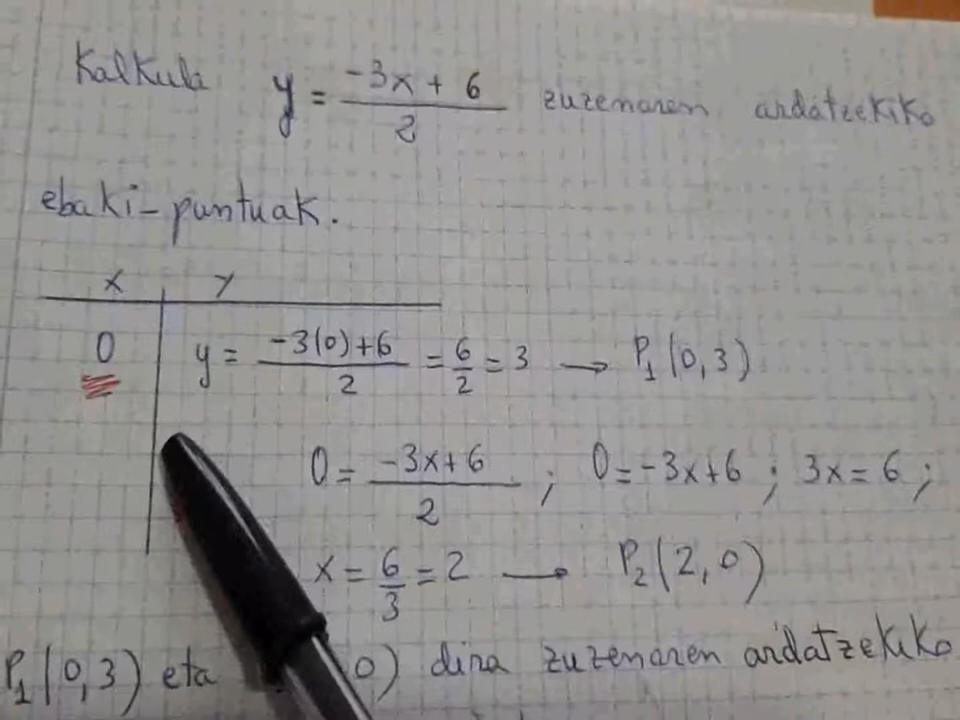 Kalkula y = (-3x + 6)/2 zuzenaren ardatzekiko
ebaki-puntuak.
x y
0 y = (-3(0)+6)/2 = 6/2 = 3 → P₁(0,3)
0 = (-3x+6)/2 ; 0=-3x+6 ; 3x=6 ;
x = 6/3 = 2 → P₂(2,0)
P₁(0,3) eta 0) dira zuzenaren ardatzekiko